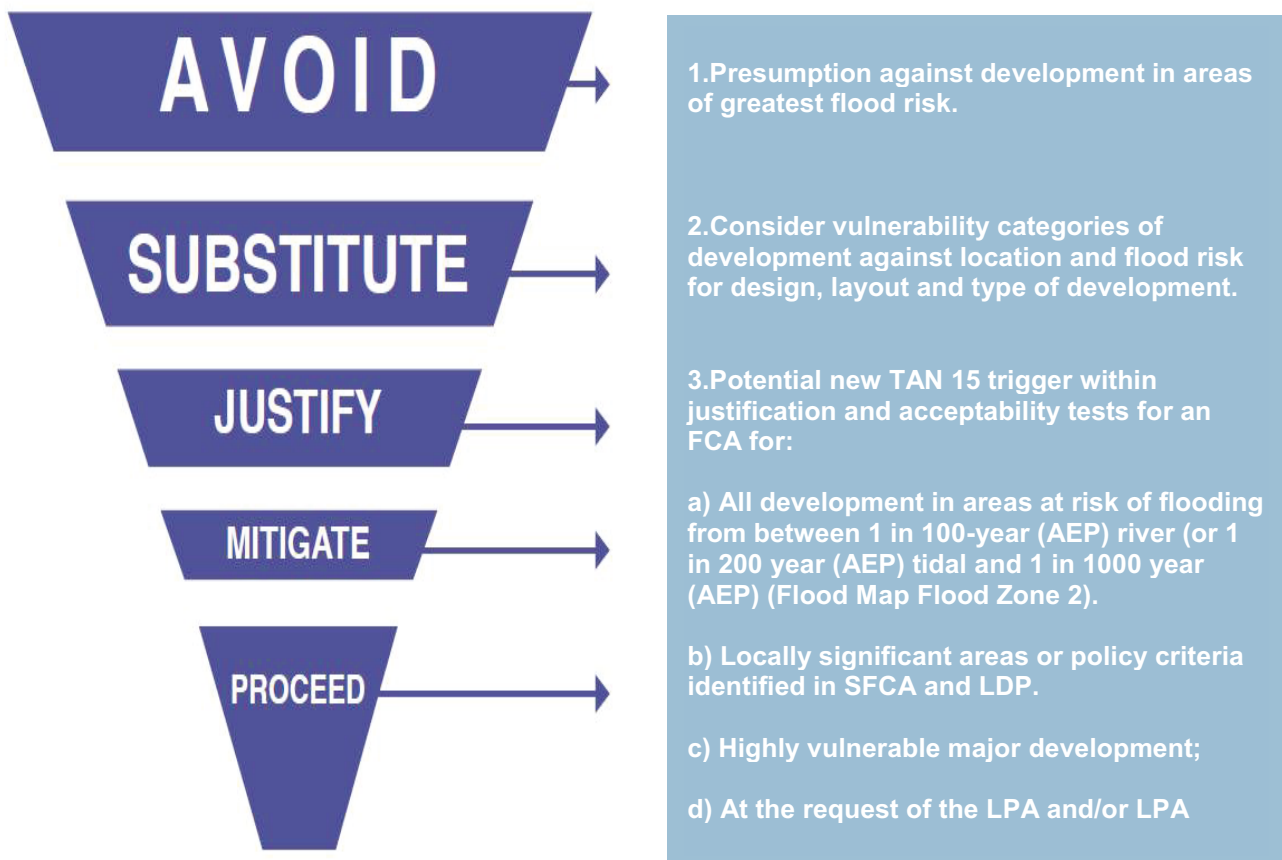 AVOID
1.Presumption against development in areas
of greatest flood risk.
SUBSTITUTE
2.Consider vulnerability categories of
development against location and flood risk
for design, layout and type of development.
JUSTIFY
3.Potential new TAN 15 trigger within
justification and acceptability tests for an
FCA for:
MITIGATE
a) All development in areas at risk of flooding
from between 1 in 100-year (AEP) river (or 1
in 200 year (AEP) tidal and 1 in 1000 year
(AEP) (Flood Map Flood Zone 2).
PROCEED
b) Locally significant areas or policy criteria
identified in SFCA and LDP.
c) Highly vulnerable major development;
d) At the request of the LPA and/or LPA